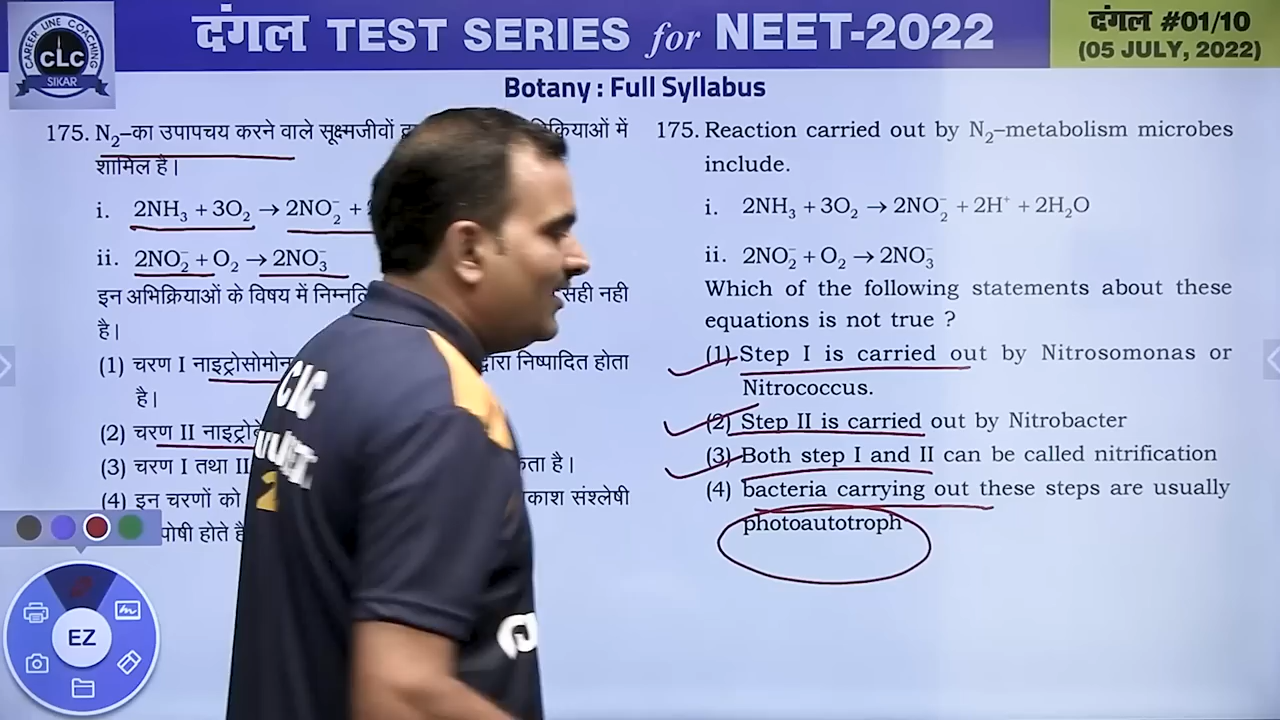 CAREER LINE COACHING
CLC
SIKAR
दंगल TEST SERIES for NEET-2022
दंगल #01/10
(05 JULY, 2022)
Botany : Full Syllabus
175. N₂–का उपापचय करने वाले सूक्ष्मजीवों में
शामिल है।
i. 2NH₃ + 3O₂ → 2NO₂⁻ +
ii. 2NO₂⁻ + O₂ → 2NO₃⁻
इन अभिक्रियाओं के विषय में सही नही
है।
(1) चरण I द्वारा निष्पादित होता
है।
(2) चरण II
(3) चरण I तथा II है।
(4) इन चरणों को संश्लेषी
होते
175. Reaction carried out by N₂–metabolism microbes
include.
i. 2NH₃ + 3O₂ → 2NO₂⁻ + 2H⁺ + 2H₂O
ii. 2NO₂⁻ + O₂ → 2NO₃⁻
Which of the following statements about these
equations is not true ?
(1) Step I is carried out by Nitrosomonas or
Nitrococcus.
(2) Step II is carried out by Nitrobacter
(3) Both step I and II can be called nitrification
(4) bacteria carrying out these steps are usually
photoautotroph
CLC
2
EZ